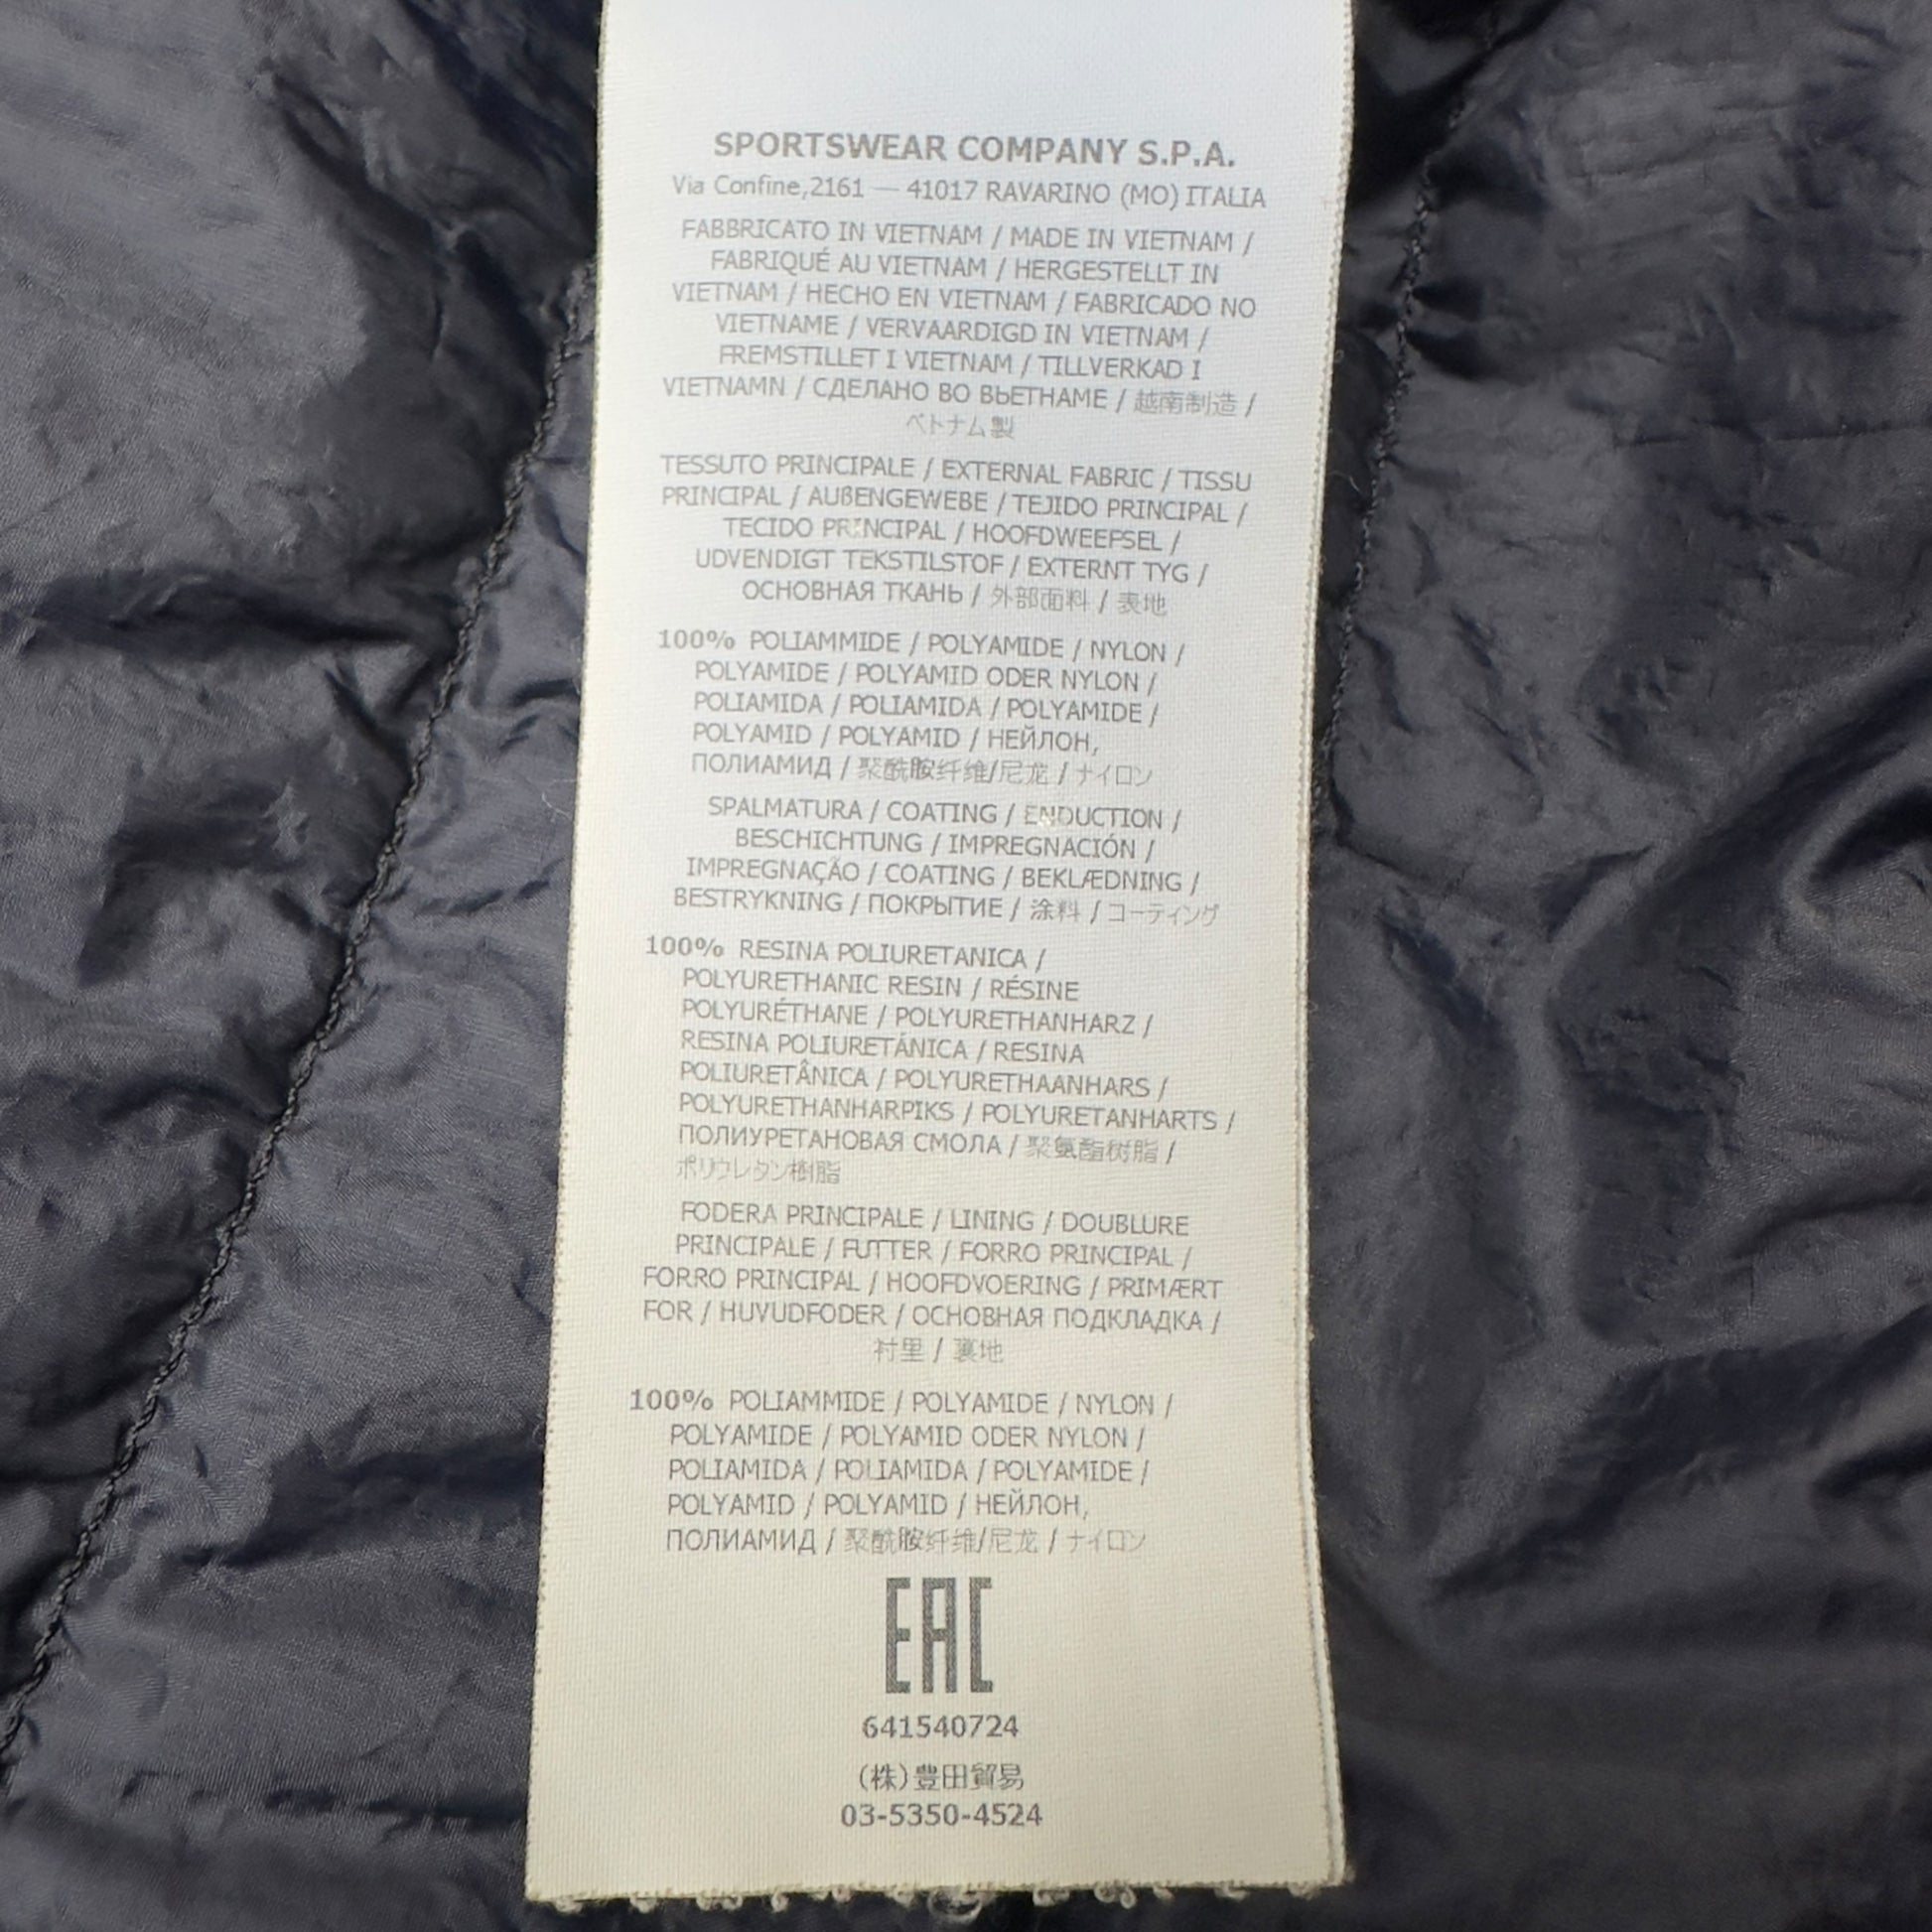 SPORTSWEAR COMPANY S.P.A.
Via Confine,2161 — 41017 RAVARINO (MO) ITALIA
FABBRICATO IN VIETNAM / MADE IN VIETNAM /
FABRIQUÉ AU VIETNAM / HERGESTELLT IN
VIETNAM / HECHO EN VIETNAM / FABRICADO NO
VIETNAME / VERVAARDIGD IN VIETNAM /
FREMSTILLET I VIETNAM / TILLVERKAD I
VIETNAMN / СДЕЛАНО ВО ВЬЕТНАМЕ / 越南制造 /
ベトナム製
TESSUTO PRINCIPALE / EXTERNAL FABRIC / TISSU
PRINCIPAL / AUßENGEWEBE / TEJIDO PRINCIPAL /
TECIDO PRINCIPAL / HOOFDWEEFSEL /
UDVENDIGT TEKSTILSTOF / EXTERNT TYG /
ОСНОВНАЯ ТКАНЬ / 外部面料 / 表地
100% POLIAMMIDE / POLYAMIDE / NYLON /
POLYAMIDE / POLYAMID ODER NYLON /
POLIAMIDA / POLIAMIDA / POLYAMIDE /
POLYAMID / POLYAMID / НЕЙЛОН,
ПОЛИАМИД / 聚酰胺纤维/尼龙 / ナイロン
SPALMATURA / COATING / ENDUCTION /
BESCHICHTUNG / IMPREGNACIÓN /
IMPREGNAÇÃO / COATING / BEKLÆDNING /
BESTRYKNING / ПОКРЫТИЕ / 涂料 / コーティング
100% RESINA POLIURETANICA /
POLYURETHANIC RESIN / RÉSINE
POLYURÉTHANE / POLYURETHANHARZ /
RESINA POLIURETÁNICA / RESINA
POLIURETÂNICA / POLYURETHAANHARS /
POLYURETHANHARPIKS / POLYURETANHARTS /
ПОЛИУРЕТАНОВАЯ СМОЛА / 聚氨酯树脂 /
ポリウレタン樹脂
FODERA PRINCIPALE / LINING / DOUBLURE
PRINCIPALE / FUTTER / FORRO PRINCIPAL /
FORRO PRINCIPAL / HOOFDVOERING / PRIMÆRT
FOR / HUVUDFODER / ОСНОВНАЯ ПОДКЛАДКА /
衬里 / 裏地
100% POLIAMMIDE / POLYAMIDE / NYLON /
POLYAMIDE / POLYAMID ODER NYLON /
POLIAMIDA / POLIAMIDA / POLYAMIDE /
POLYAMID / POLYAMID / НЕЙЛОН,
ПОЛИАМИД / 聚酰胺纤维/尼龙 / ナイロン
EAC
641540724
(株)豊田貿易
03-5350-4524